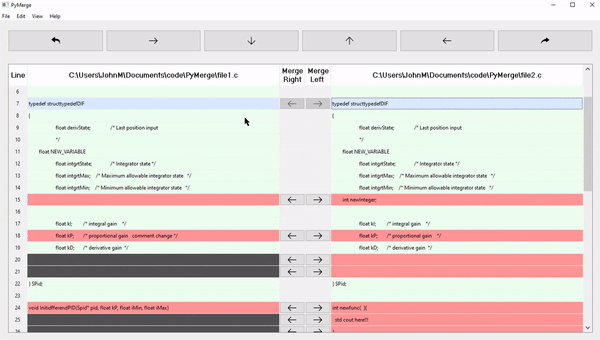 PyMerge
File Edit View Help
Line C:\Users\JohnM\Documents\code\PyMerge\file1.c Merge Right Merge Left C:\Users\JohnM\Documents\code\PyMerge\file2.c
6
7 typedef structtypedefDIF typedef structtypedefDIF
8 { {
9 float derivState; /* Last position input float derivState; /* Last position input
10 */ */
11 float NEW_VARIABLE float NEW_VARIABLE
12 float intgrtState; /* Integrator state */ float intgrtState; /* Integrator state */
13 float intgrtMax; /* Maximum allowable integrator state */ float intgrtMax; /* Maximum allowable integrator state */
14 float intgrtMin; /* Minimum allowable integrator state */ float intgrtMin; /* Minimum allowable integrator state */
15 int newInteger;
16
17 float kI; /* integral gain */ float kI; /* integral gain */
18 float kP; /* proportional gain comment change */ float kP; /* proportional gain */
19 float kD; /* derivative gain */ float kD; /* derivative gain */
20
21
22 } SPid; } SPid;
23
24 void InitidfferendPID(Spid* pid, float kP, float iMin, float iMax) int newfunc( ){
25 std cout here!!!
26 }